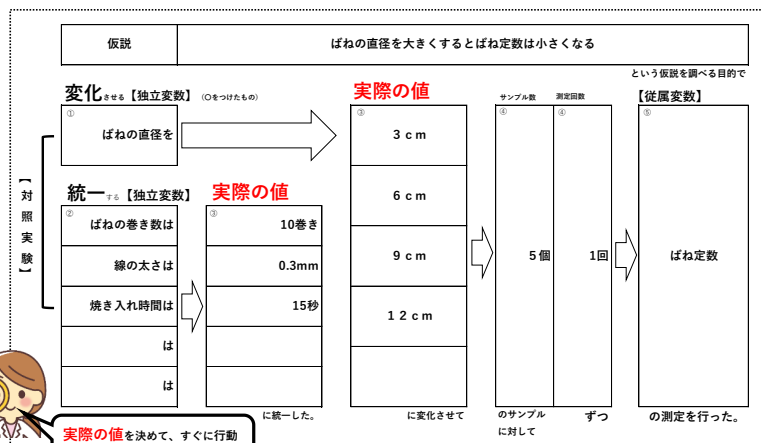 仮説
ばねの直径を大きくするとばね定数は小さくなる
という仮説を調べる目的で
変化させる【独立変数】（○をつけたもの）
実際の値
サンプル数
測定回数
【従属変数】
①
ばねの直径を
③
3cm
6cm
9cm
12cm
④
5個
④
1回
⑤
ばね定数
【対照実験】
統一する【独立変数】
実際の値
②
ばねの巻き数は
③
10巻き
線の太さは
0.3mm
焼き入れ時間は
15秒
は
は
に統一した。
に変化させて
のサンプル
に対して
ずつ
の測定を行った。
実際の値を決めて、すぐに行動